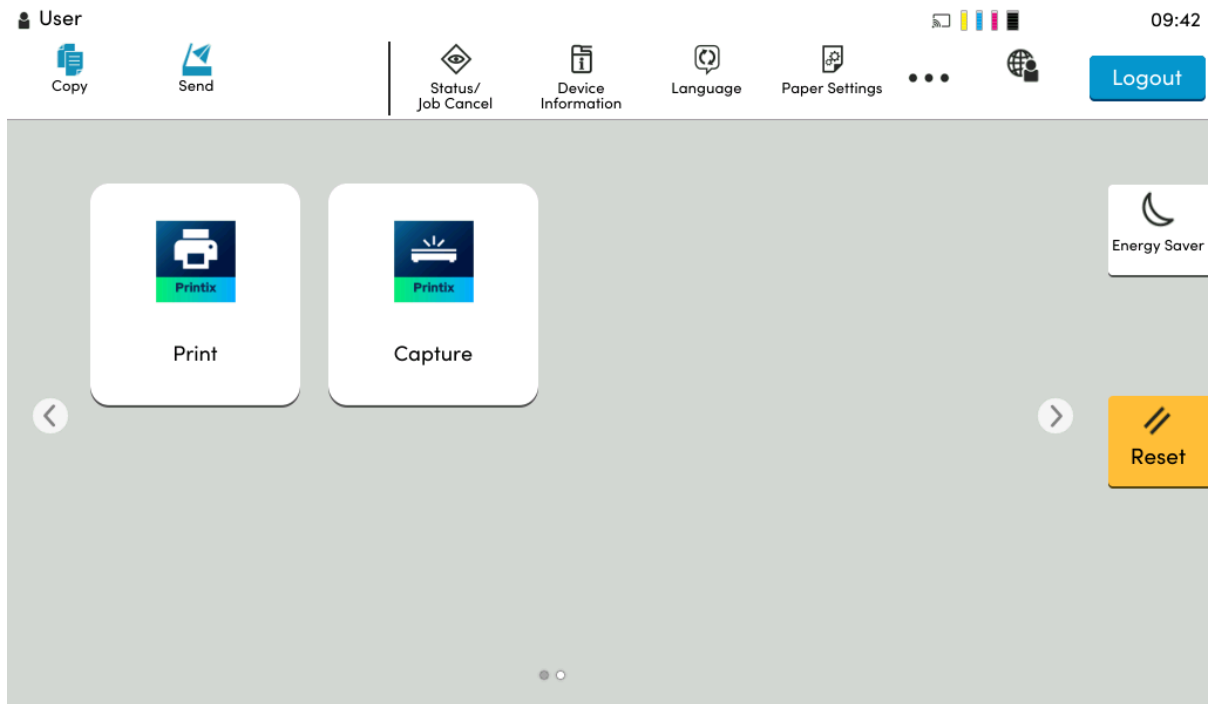 User
09:42
Copy
Send
Status/
Job Cancel
Device
Information
Language
Paper Settings
Logout
Printix
Print
Printix
Capture
Energy Saver
Reset